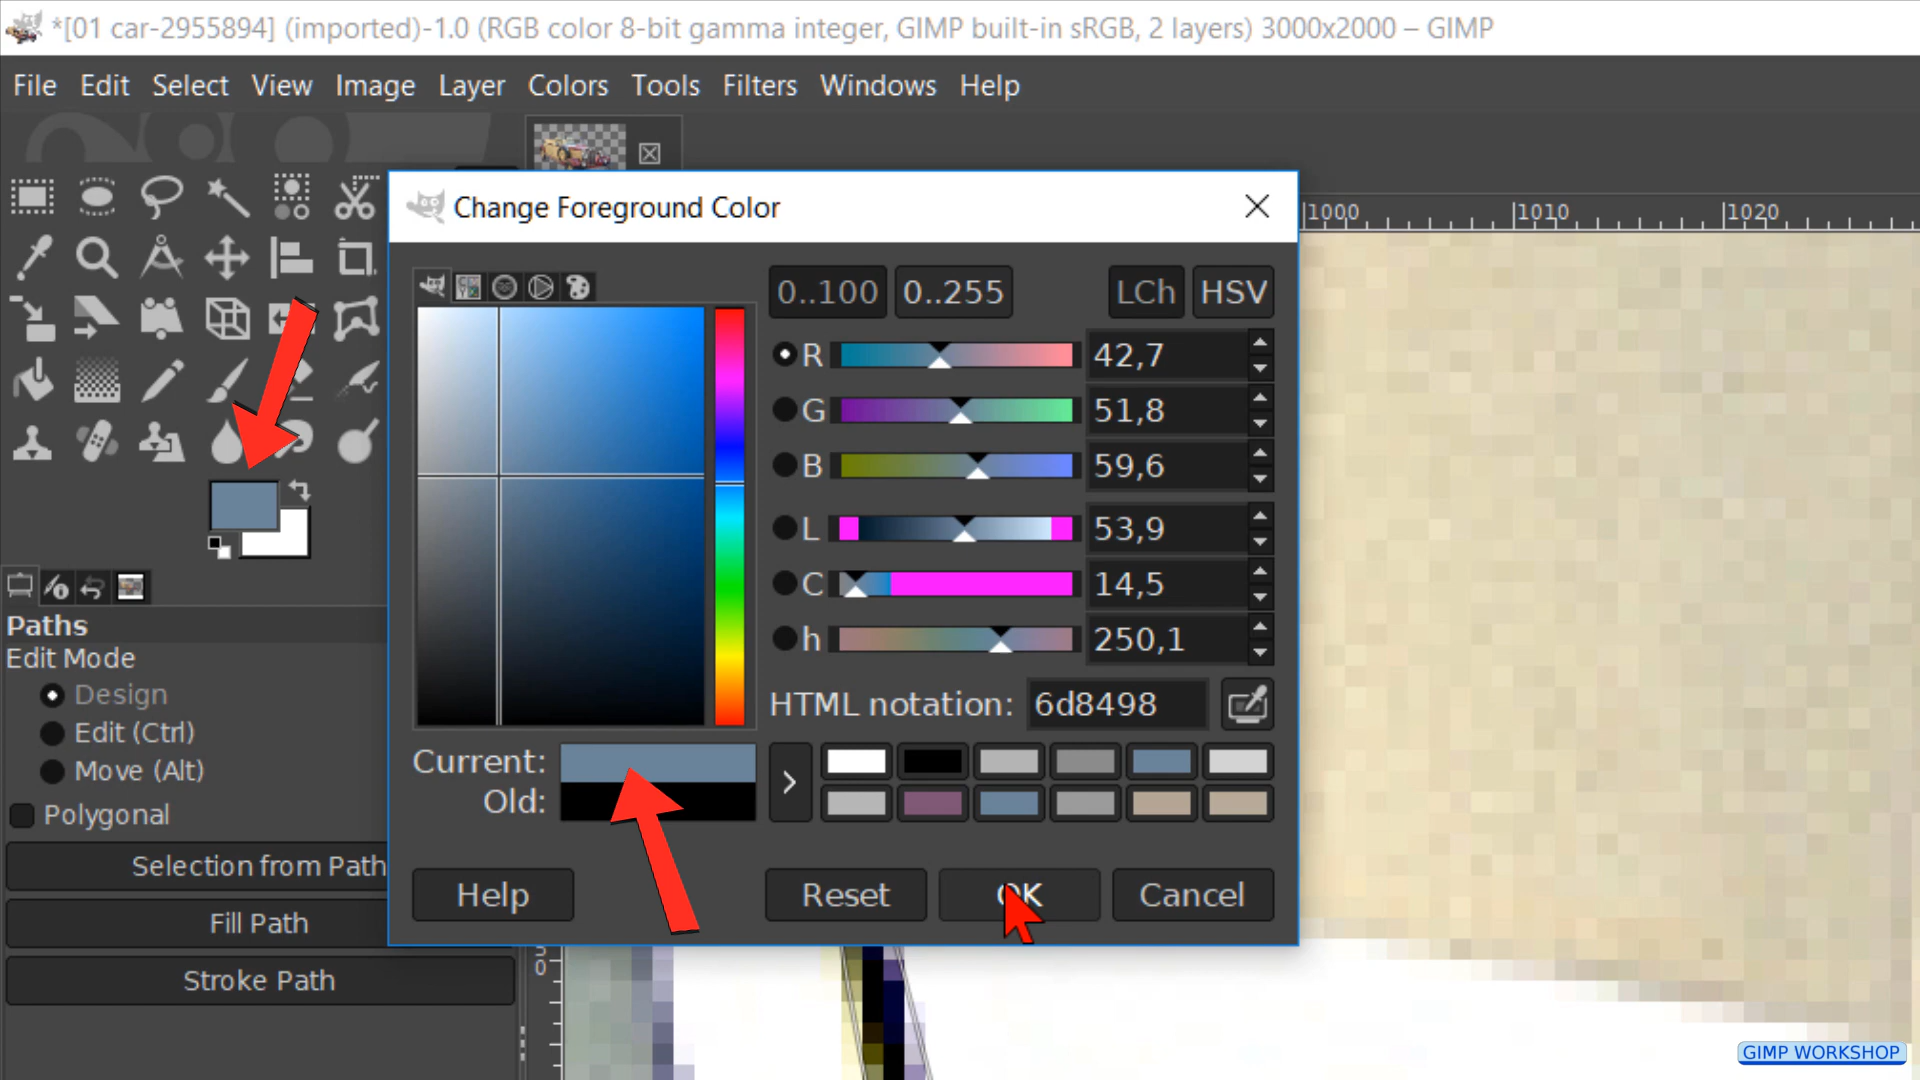 *[01 car-2955894] (imported)-1.0 (RGB color 8-bit gamma integer, GIMP built-in sRGB, 2 layers) 3000x2000 – GIMP
File Edit Select View Image Layer Colors Tools Filters Windows Help
Change Foreground Color
1000 1010 1020
0..100 0..255 LCh HSV
R 42,7
G 51,8
B 59,6
L 53,9
C 14,5
h 250,1
HTML notation: 6d8498
Current:
Old:
Help Reset OK Cancel
Paths
Edit Mode
Design
Edit (Ctrl)
Move (Alt)
Polygonal
Selection from Path
Fill Path
Stroke Path
GIMP WORKSHOP